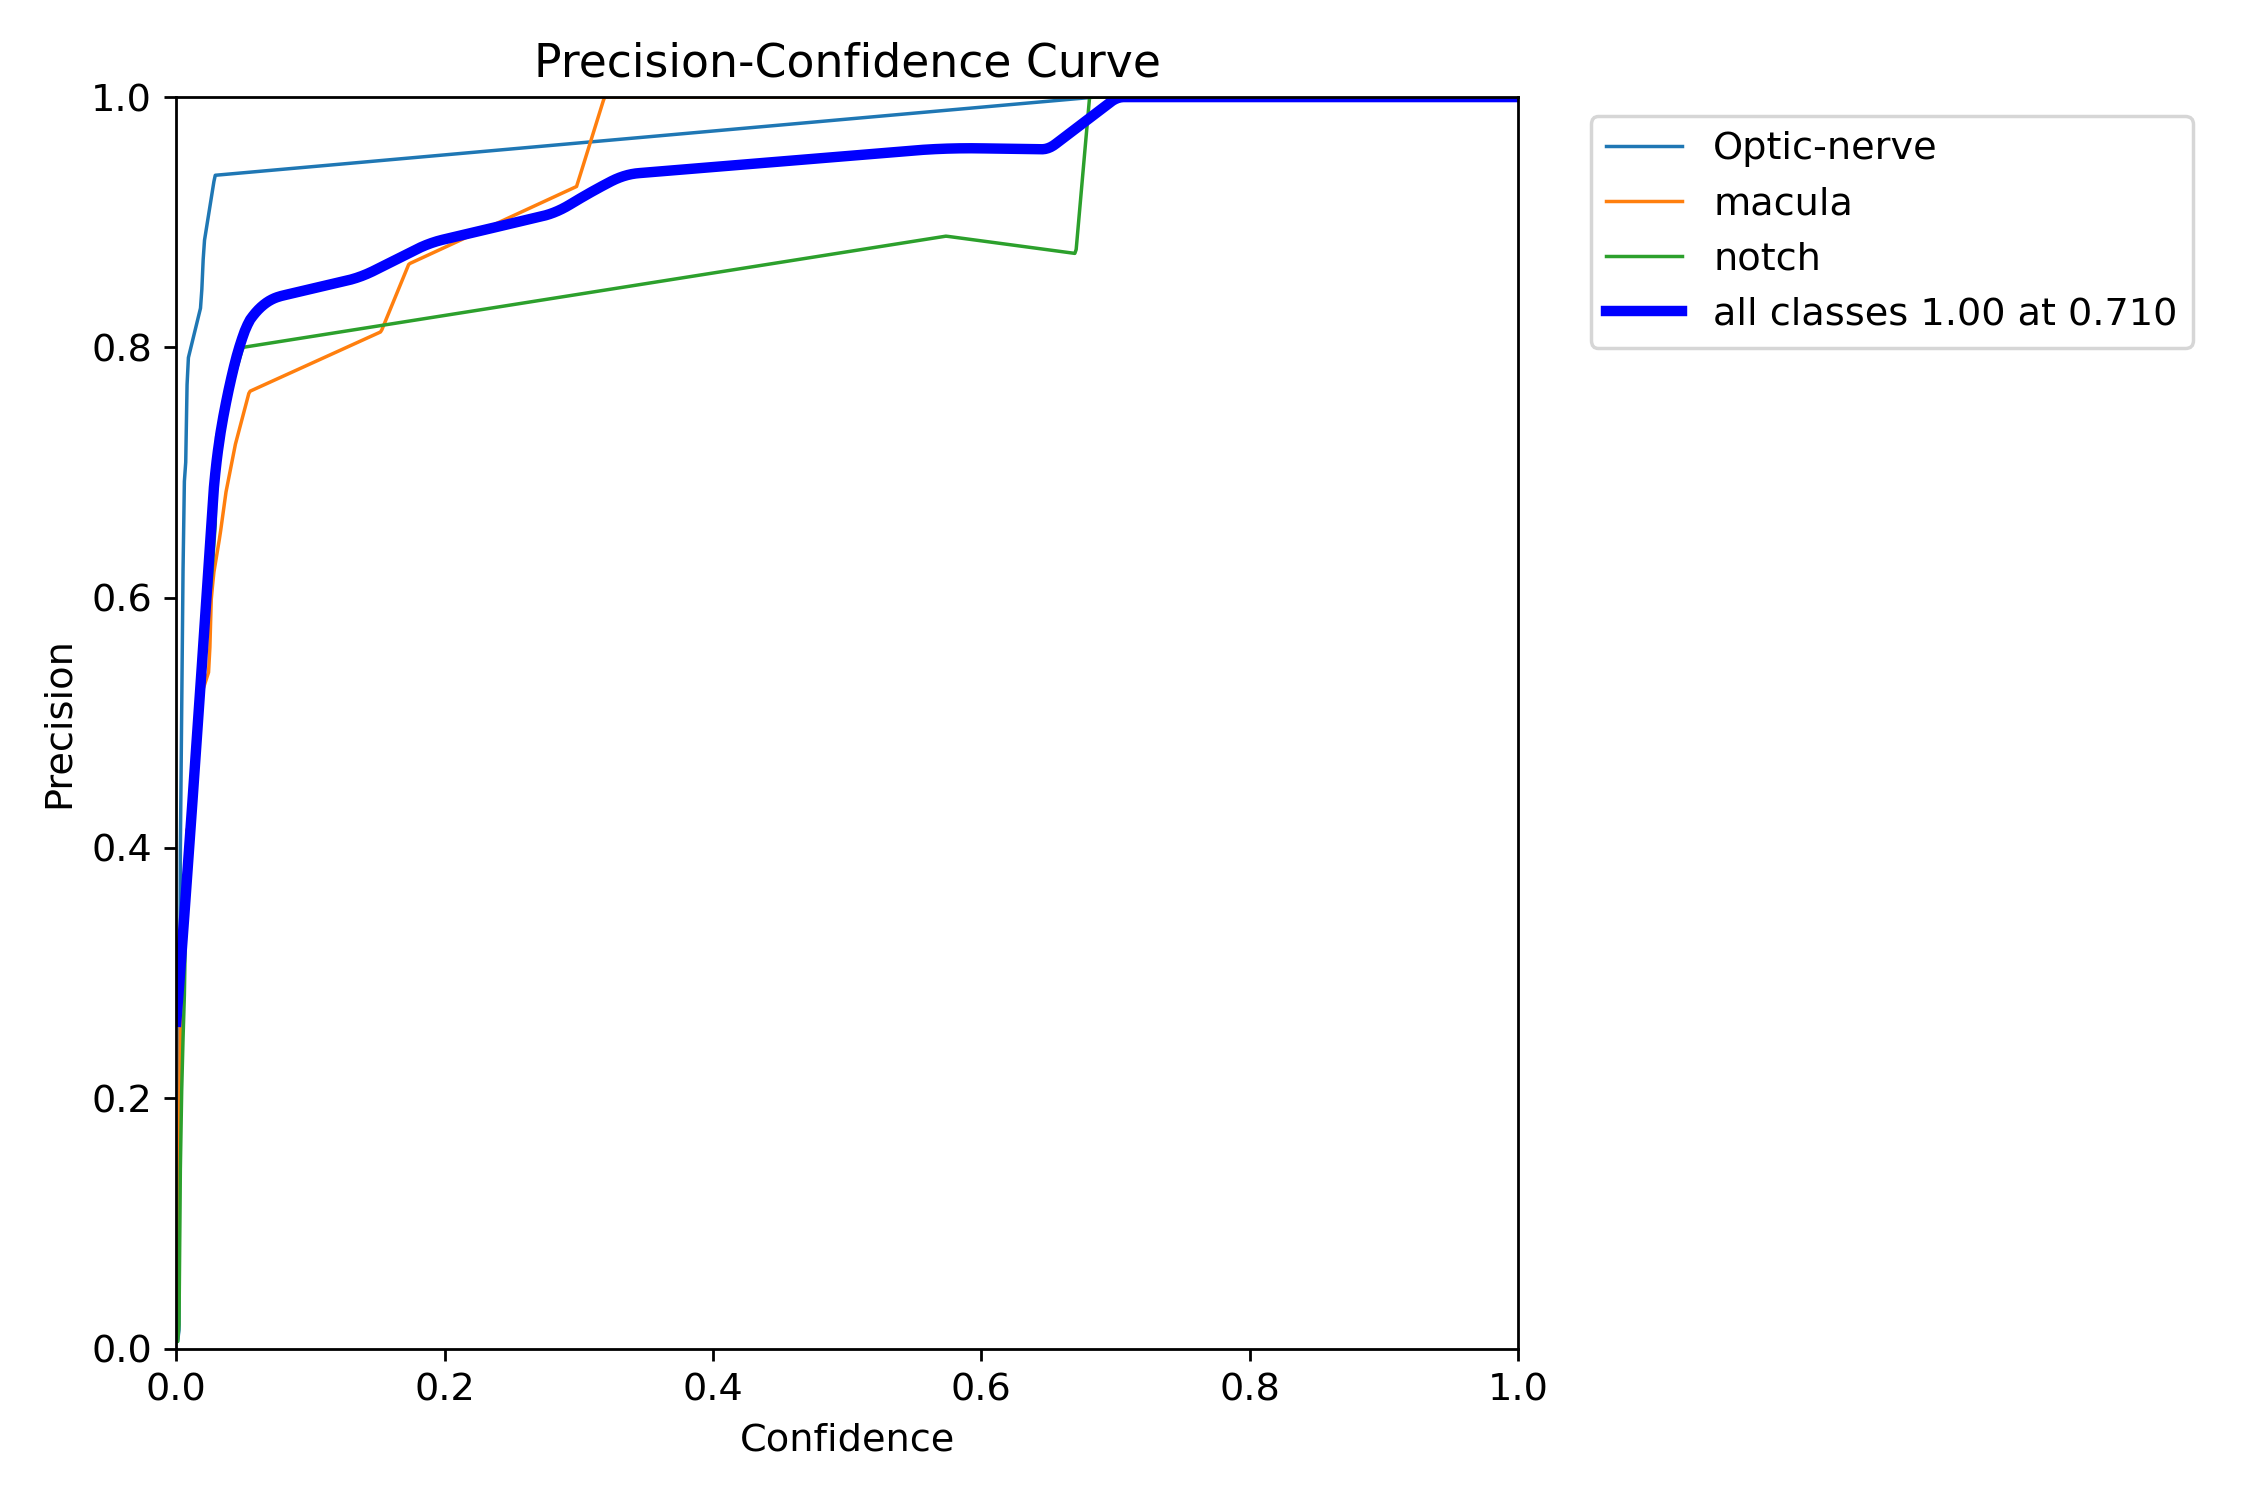 Precision-Confidence Curve
1.0
0.8
0.6
0.4
0.2
0.0
Precision
0.0 0.2 0.4 0.6 0.8 1.0
Confidence
Optic-nerve
macula
notch
all classes 1.00 at 0.710